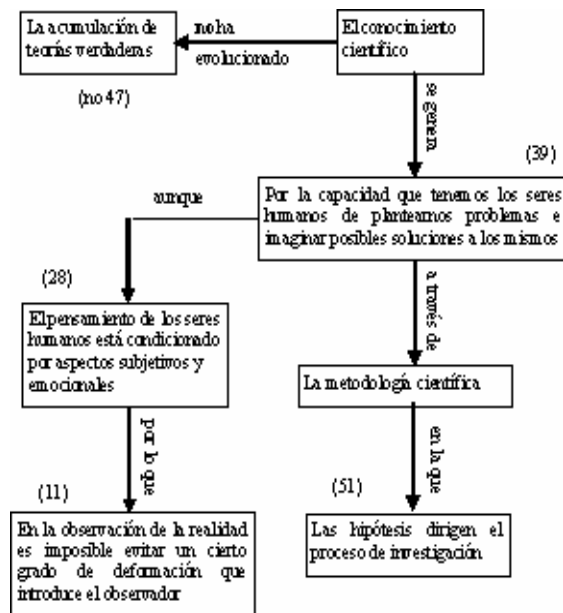 La acumulación de
teorías verdaderas
no ha
evolucionado
El conocimiento
científico
(no 47)
se genera
(39)
Por la capacidad que tenemos los seres
humanos de plantearnos problemas e
imaginar posibles soluciones a los mismos
aunque
(28)
El pensamiento de los seres
humanos está condicionado
por aspectos subjetivos y
emocionales
a través de
La metodología científica
por lo que
en la que
(11)
En la observación de la realidad
es imposible evitar un cierto
grado de deformación que
introduce el observador
(51)
Las hipótesis dirigen el
proceso de investigación